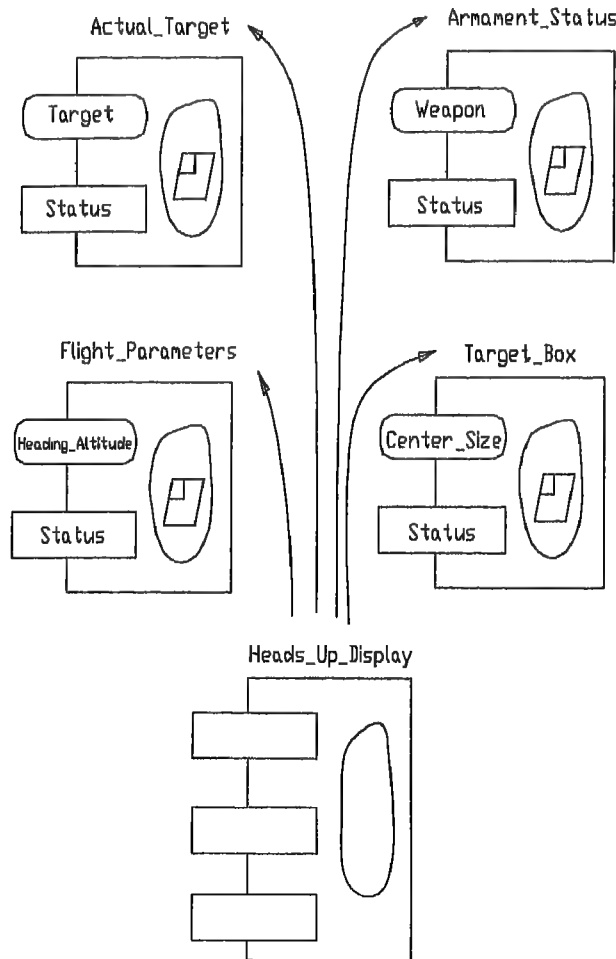 Actual_Target
Target
Status
Armament_Status
Weapon
Status
Flight_Parameters
Heading_Altitude
Status
Target_Box
Center_Size
Status
Heads_Up_Display